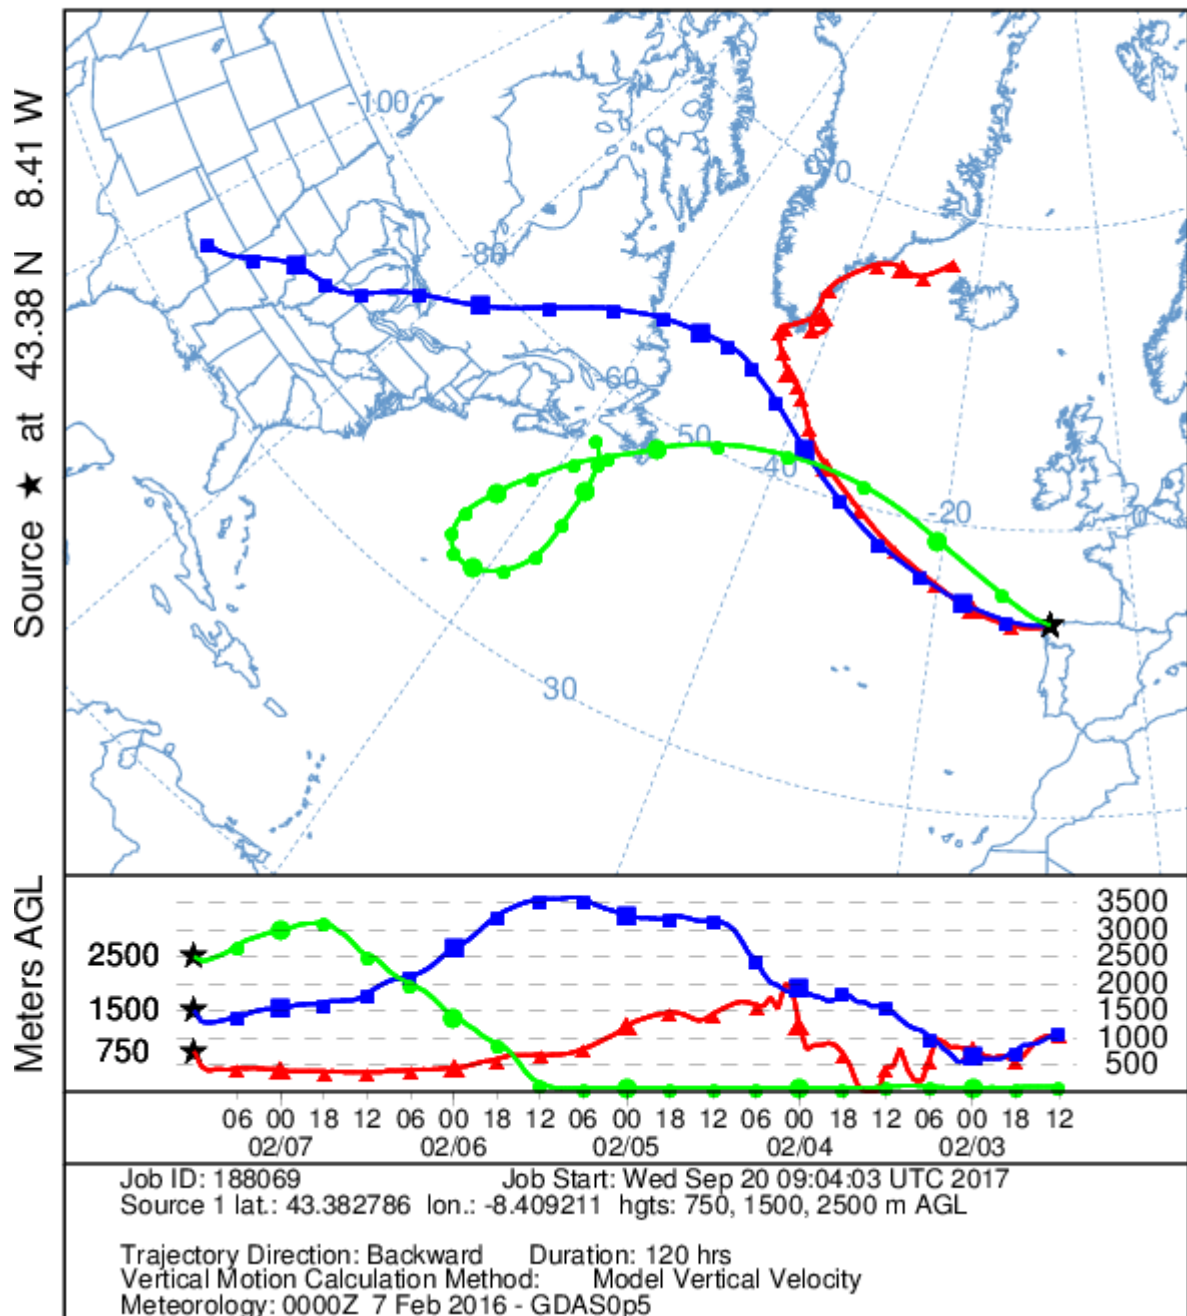 Source ★ at 43.38 N 8.41 W
-100
-80
-60
50
-40
-20
0
30
Meters AGL
3500
3000
2500
2500
2000
1500
1500
1000
750
500
06 00 18 12 06 00 18 12 06 00 18 12 06 00 18 12 06 00 18 12
02/07 02/06 02/05 02/04 02/03
Job ID: 188069 Job Start: Wed Sep 20 09:04:03 UTC 2017
Source 1 lat.: 43.382786 lon.: -8.409211 hgts: 750, 1500, 2500 m AGL
Trajectory Direction: Backward Duration: 120 hrs
Vertical Motion Calculation Method: Model Vertical Velocity
Meteorology: 0000Z 7 Feb 2016 - GDAS0p5